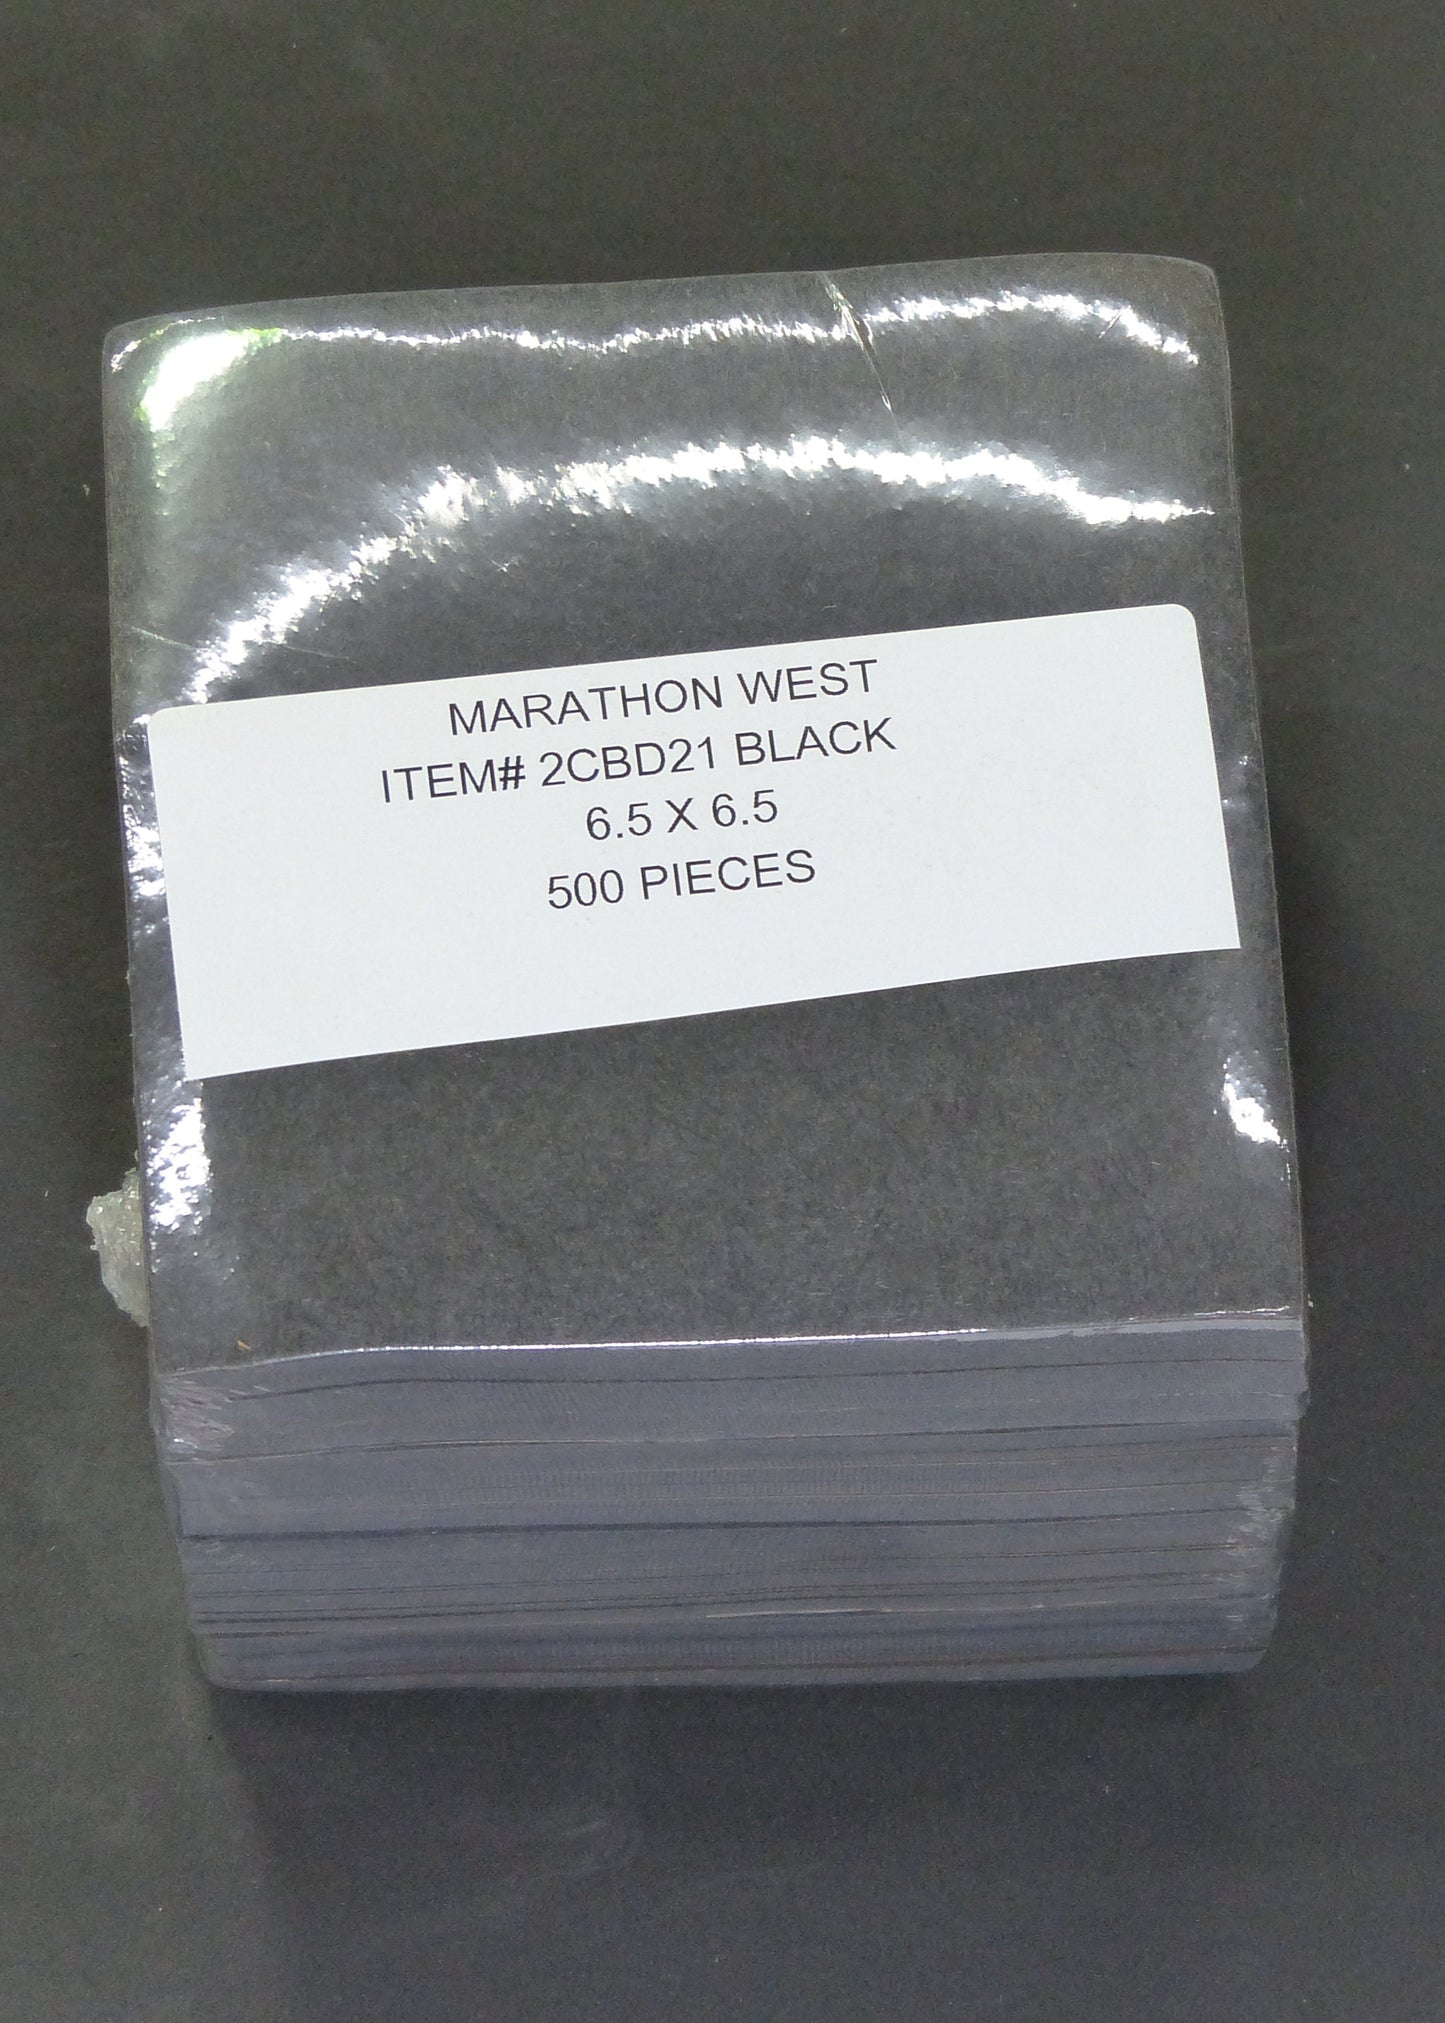 MARATHON WEST
ITEM# 2CBD21 BLACK
6.5 X 6.5
500 PIECES